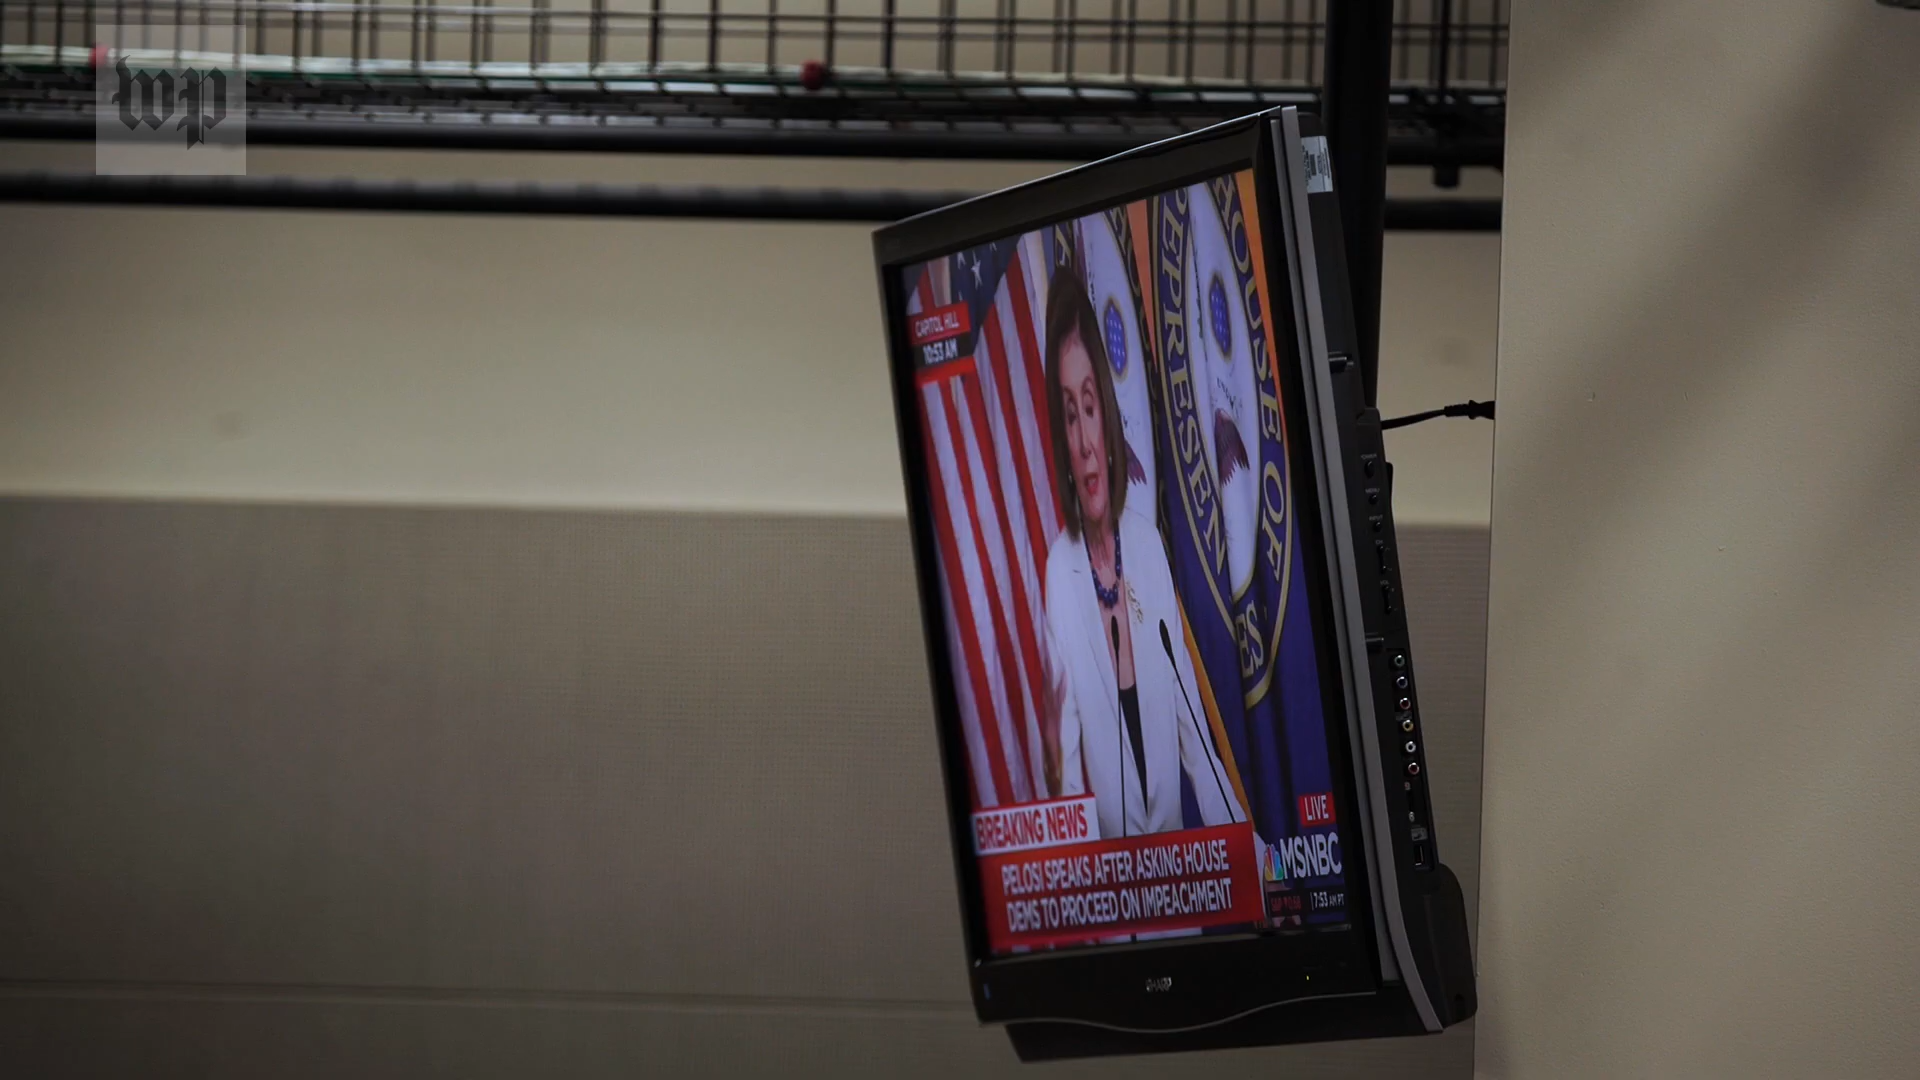 wp
CAPITOL HILL
10:53 AM
HOUSE OF
REPRESEN
ES
BREAKING NEWS
PELOSI SPEAKS AFTER ASKING HOUSE
DEMS TO PROCEED ON IMPEACHMENT
LIVE
MSNBC
7:53 AM PT
SHARP